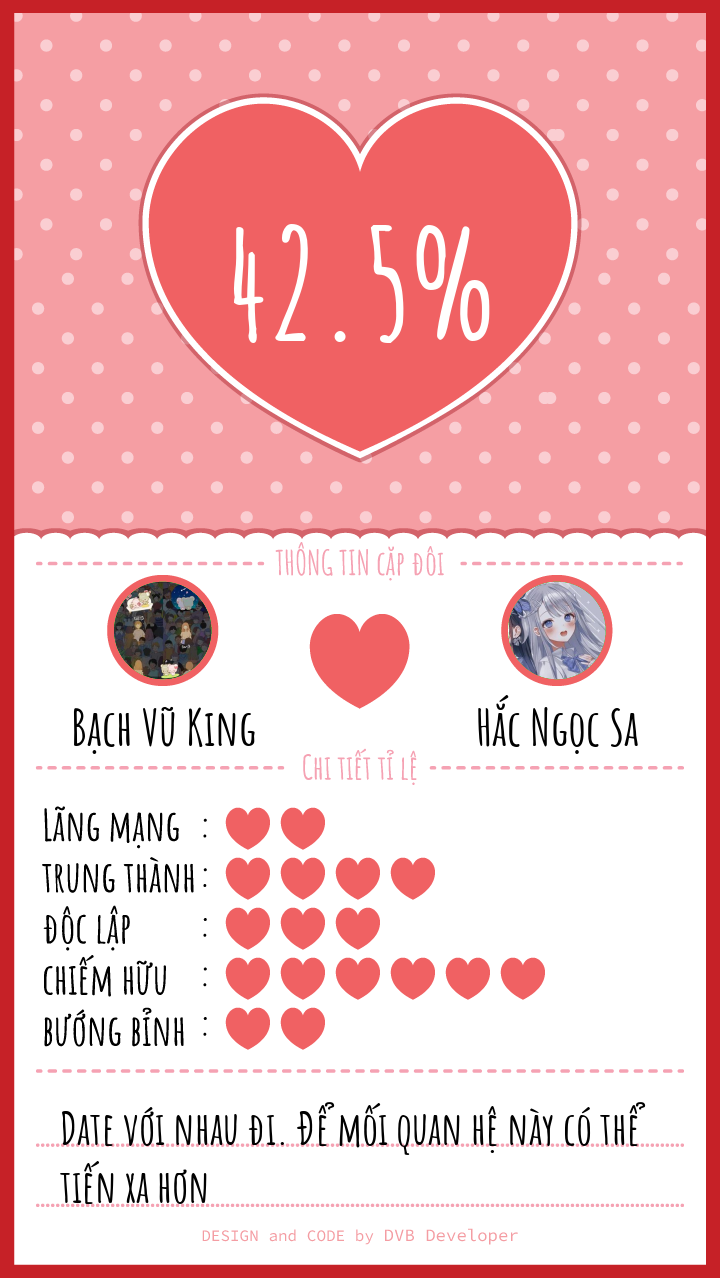 42.5%
THÔNG TIN CẶP ĐÔI
Bạch Vũ King
Hắc Ngọc Sa
Chi tiết tỉ lệ
Lãng mạng :
trung thành :
độc lập :
chiếm hữu :
bướng bỉnh :
Date với nhau đi. Để mối quan hệ này có thể
tiến xa hơn
DESIGN and CODE by DVB Developer